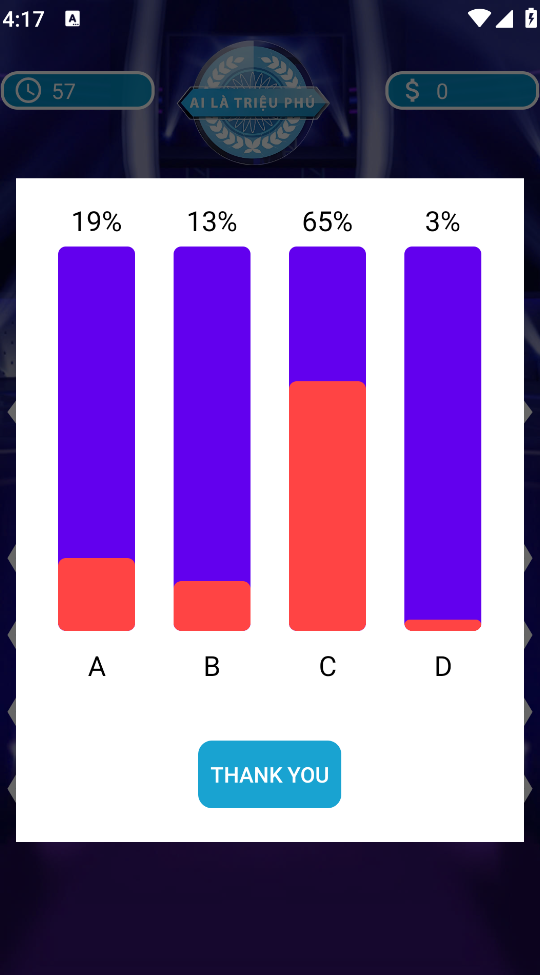 4:17 A
57
AI LÀ TRIỆU PHÚ
$ 0
19% 13% 65% 3%
A B C D
THANK YOU